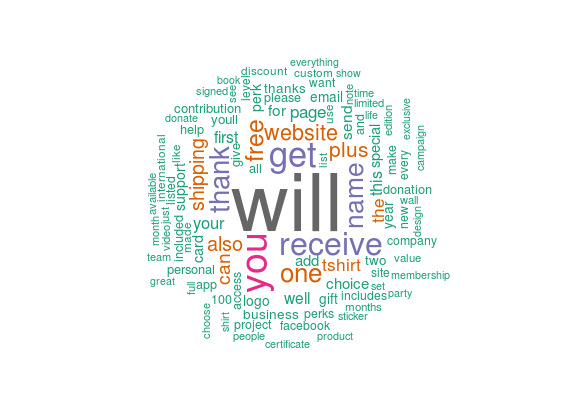 everything
discount custom show
book
signed see level perk thanks want note time
please email limited
contribution for page use send life edition exclusive
donate youll free website and
help first plus special campaign
international like support shipping give all list this every make
thank get name donation
available listed will the year new wall design
month just included your receive
video made card also you company
team personal can one add tshirt two site value membership
great full app access logo well gift choice set party
100 includes months
choose shirt business perks sticker
project facebook
people product
certificate